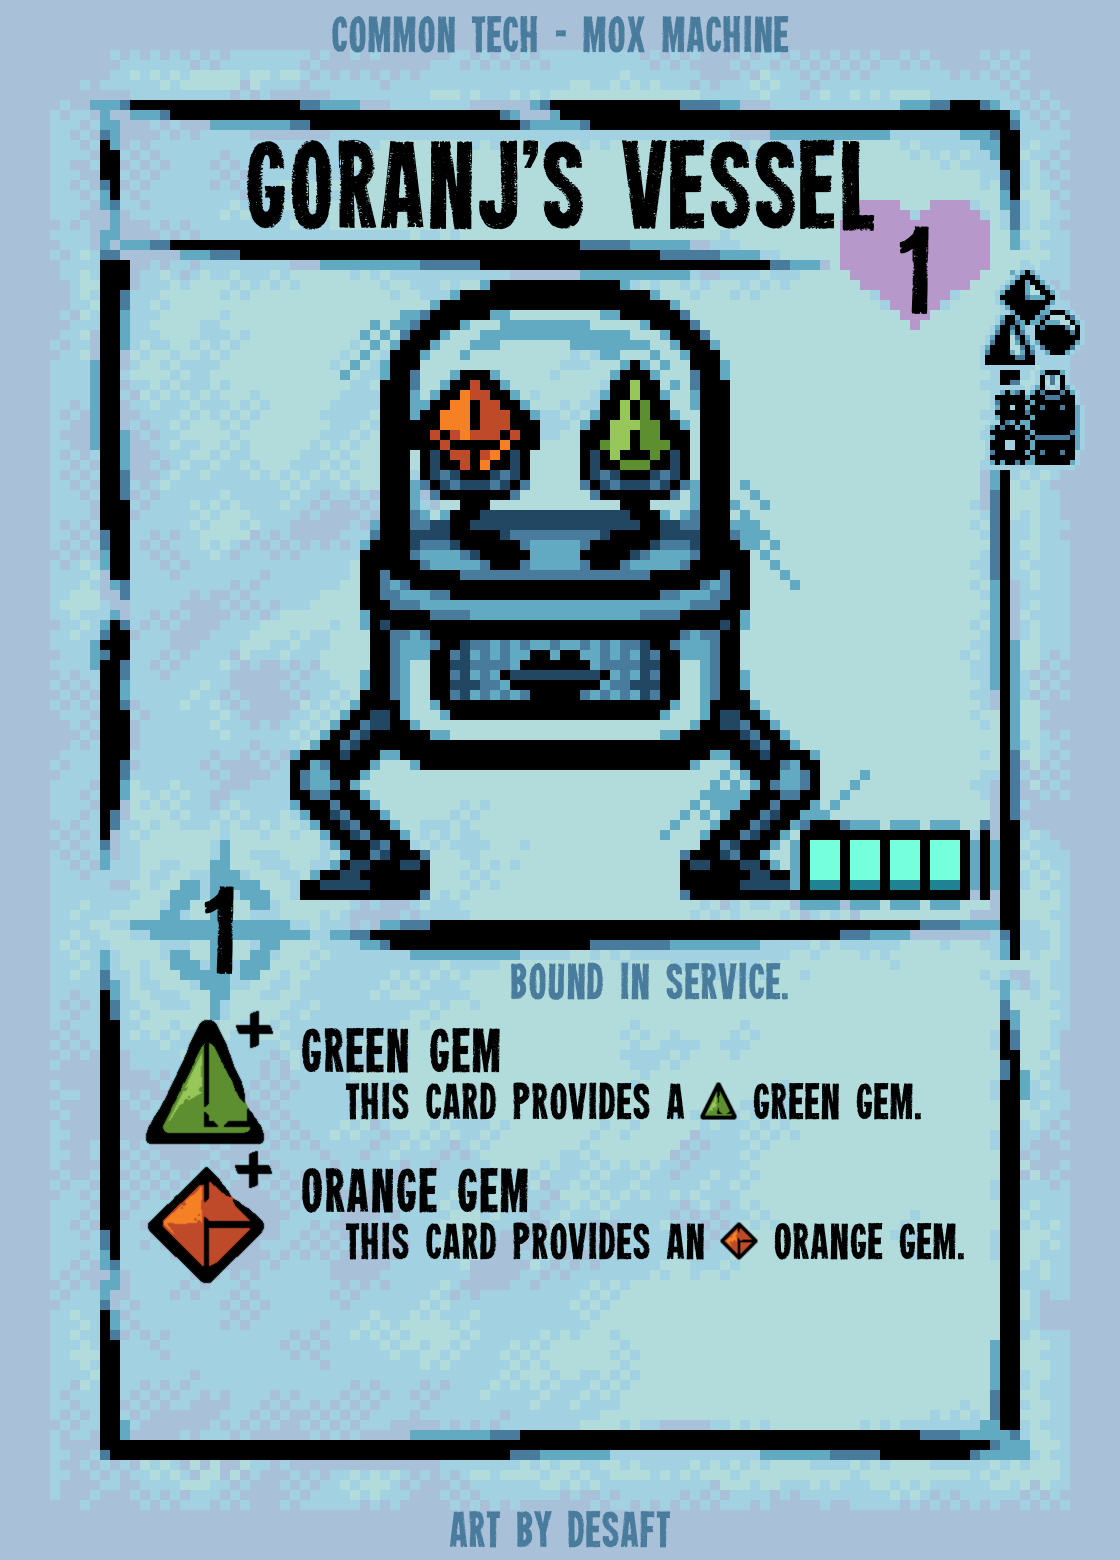 COMMON TECH - MOX MACHINE
GORANJ'S VESSEL
1
1
BOUND IN SERVICE.
GREEN GEM
THIS CARD PROVIDES A GREEN GEM.
ORANGE GEM
THIS CARD PROVIDES AN ORANGE GEM.
ART BY DESAFT